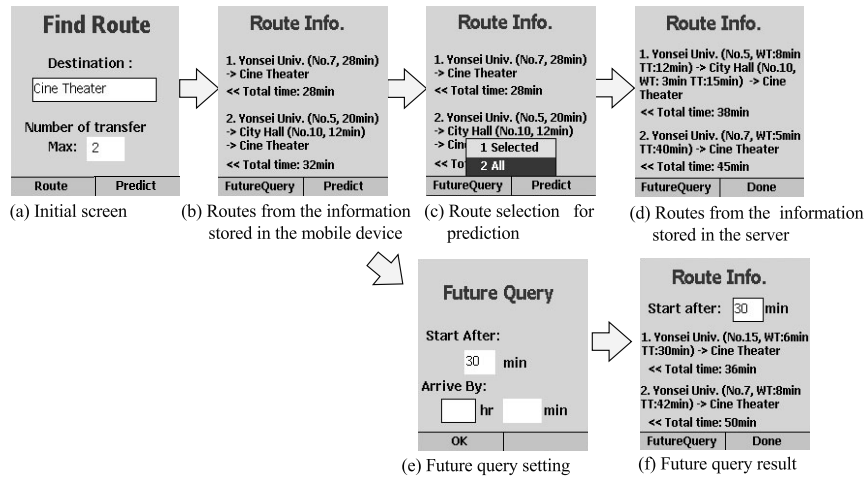 Find Route
Destination :
Cine Theater
Number of transfer
Max: 2
Route Predict
(a) Initial screen
Route Info.
1. Yonsei Univ. (No.7, 28min)
-> Cine Theater
<< Total time: 28min
2. Yonsei Univ. (No.5, 20min)
-> City Hall (No.10, 12min)
-> Cine Theater
<< Total time: 32min
FutureQuery Predict
(b) Routes from the information
stored in the mobile device
Route Info.
1. Yonsei Univ. (No.7, 28min)
-> Cine Theater
<< Total time: 28min
2. Yonsei Univ. (No.5, 20min)
-> City Hall (No.10, 12min)
-> Cin
<< To
1 Selected
2 All
FutureQuery Predict
(c) Route selection for
prediction
Route Info.
1. Yonsei Univ. (No.5, WT:8min
TT:12min) -> City Hall (No.10,
WT: 3min TT:15min) -> Cine
Theater
<< Total time: 38min
2. Yonsei Univ. (No.7, WT:5min
TT:40min) -> Cine Theater
<< Total time: 45min
FutureQuery Done
(d) Routes from the information
stored in the server
Future Query
Start After:
30 min
Arrive By:
hr min
OK
(e) Future query setting
Route Info.
Start after: 30 min
1. Yonsei Univ. (No.15, WT:6min
TT:30min) -> Cine Theater
<< Total time: 36min
2. Yonsei Univ. (No.7, WT:8min
TT:42min) -> Cine Theater
<< Total time: 50min
FutureQuery Done
(f) Future query result